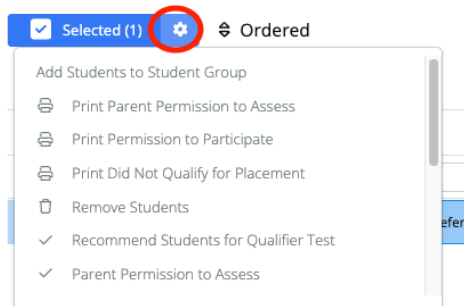 Selected (1)
Ordered
Add Students to Student Group
Print Parent Permission to Assess
Print Permission to Participate
Print Did Not Qualify for Placement
Remove Students
Recommend Students for Qualifier Test
Parent Permission to Assess